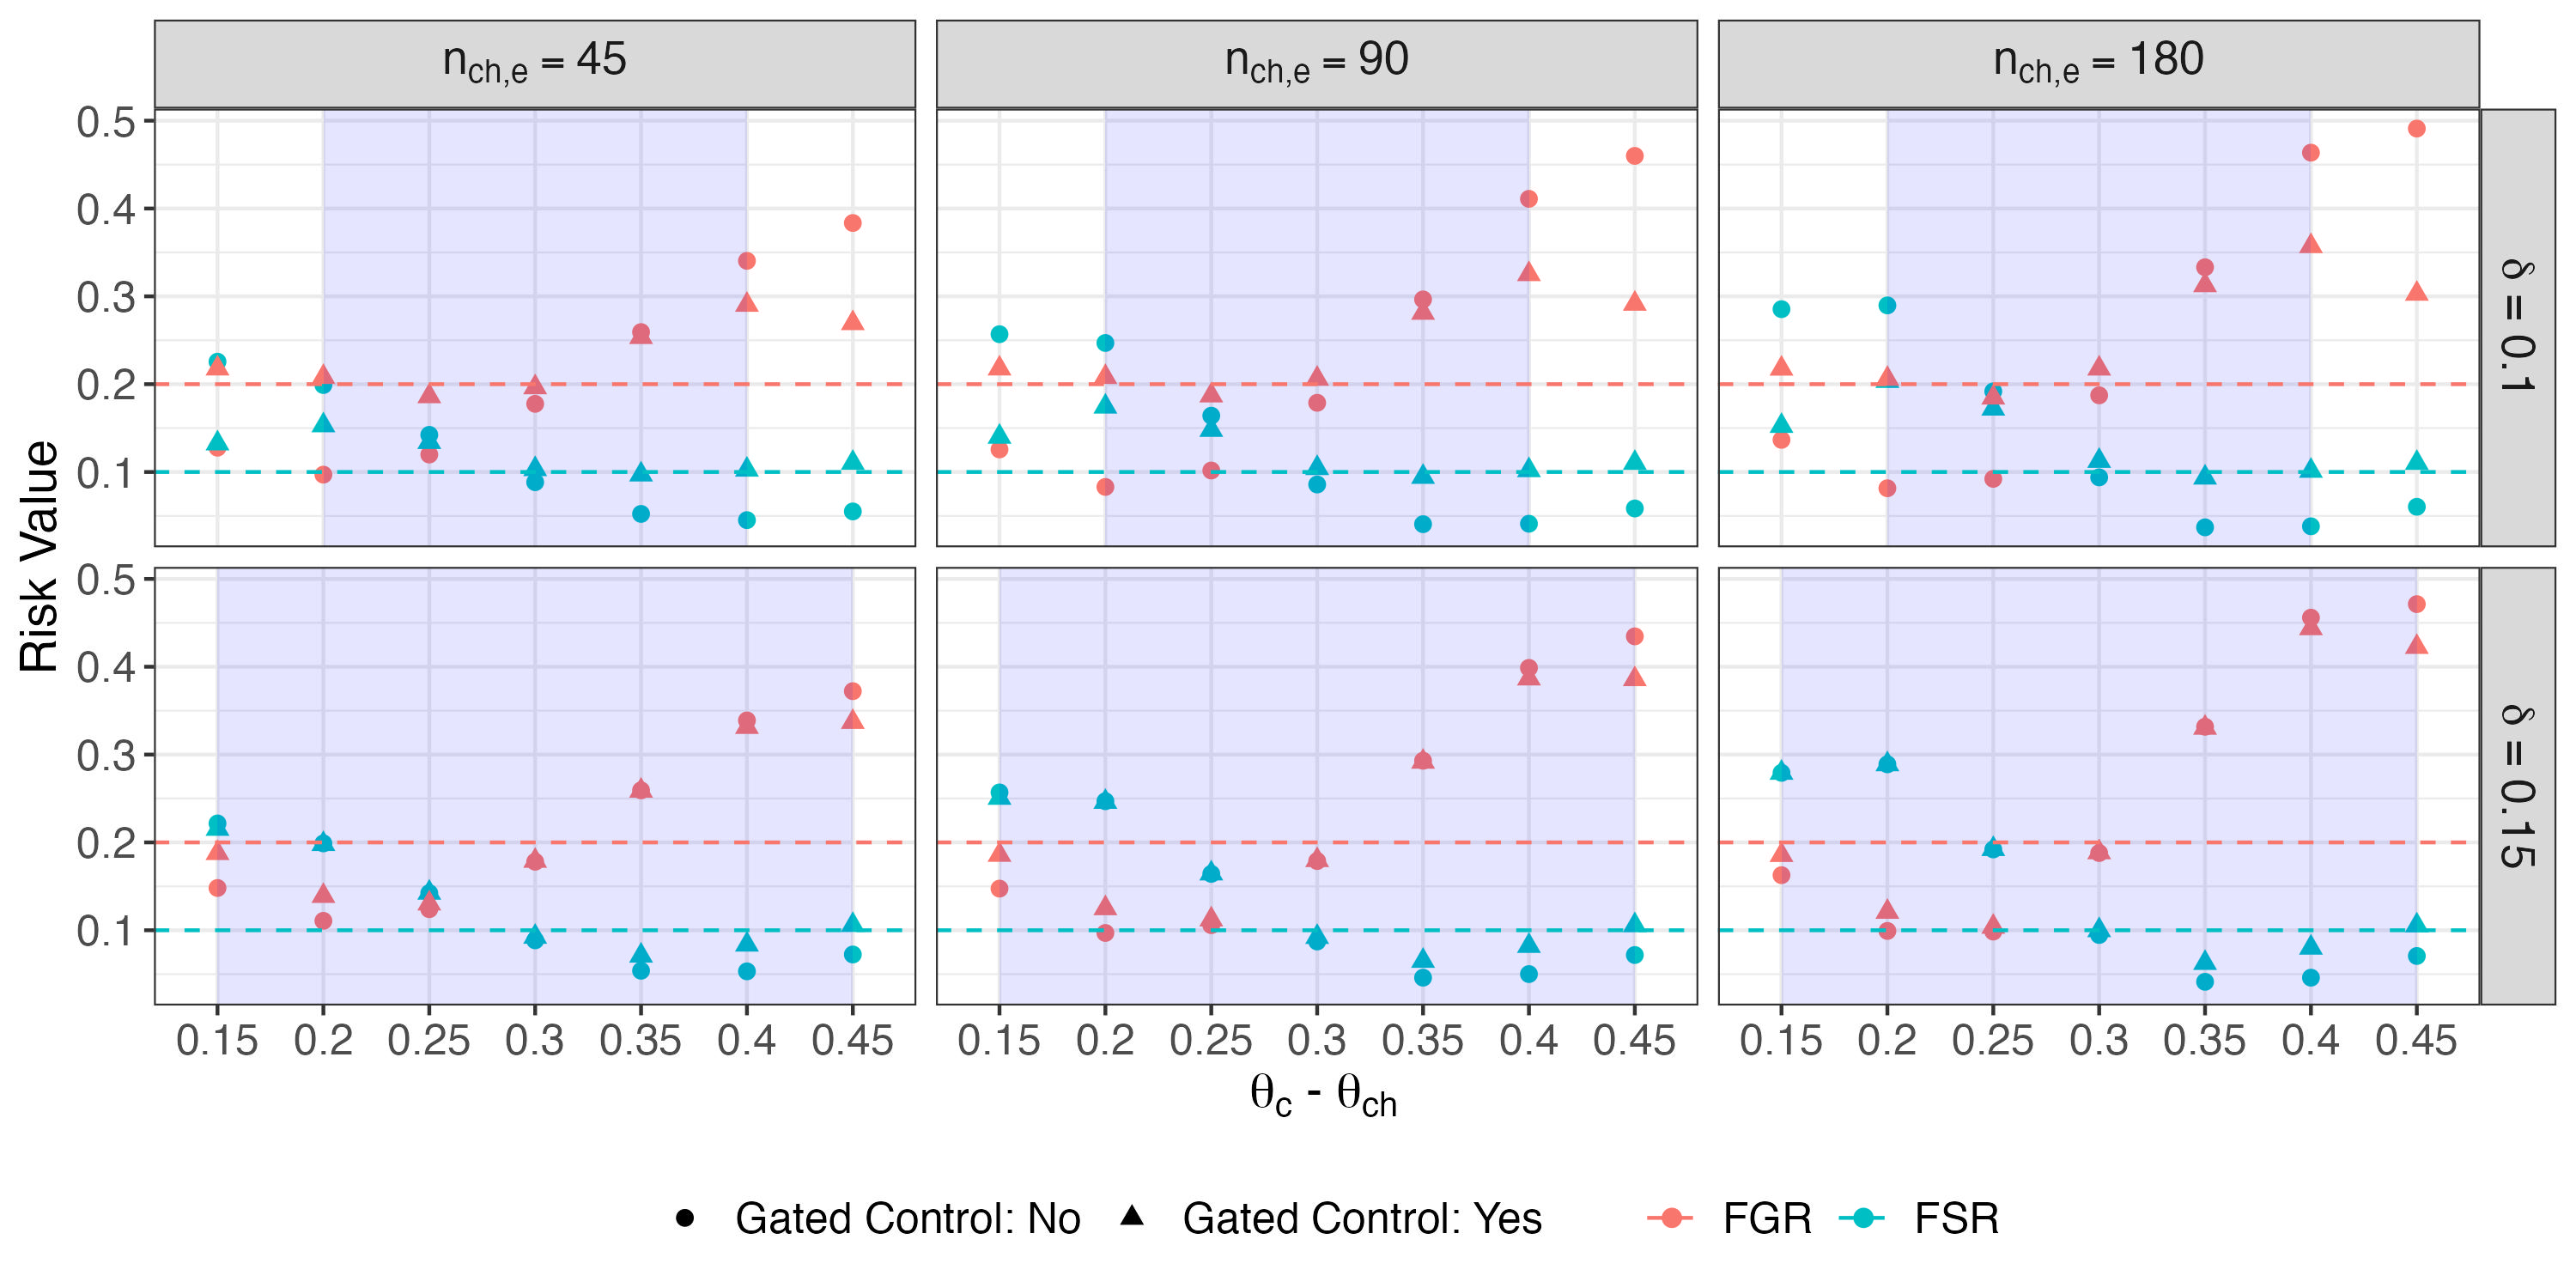 n_ch,e = 45 n_ch,e = 90 n_ch,e = 180
0.5
0.4
0.3
0.2
0.1
δ = 0.1
0.5
0.4
0.3
0.2
0.1
δ = 0.15
Risk Value
0.15 0.2 0.25 0.3 0.35 0.4 0.45 0.15 0.2 0.25 0.3 0.35 0.4 0.45 0.15 0.2 0.25 0.3 0.35 0.4 0.45
θ_c - θ_ch
Gated Control: No Gated Control: Yes FGR FSR